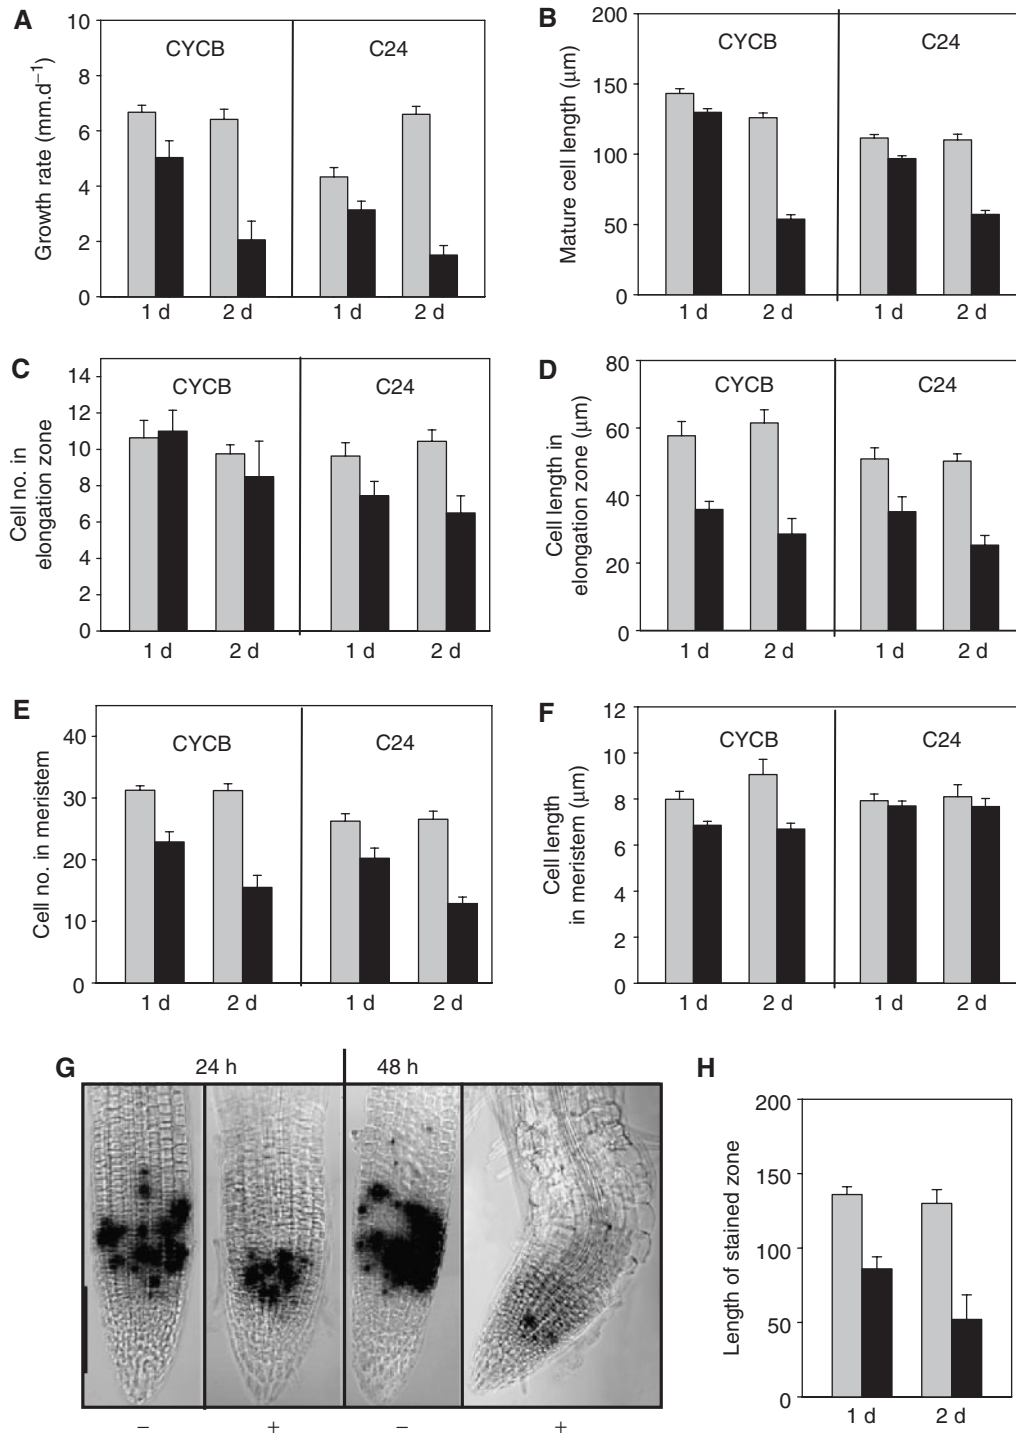 A
Growth rate (mm.d⁻¹)
10
8
6
4
2
0
CYCB
C24
1 d
2 d
1 d
2 d
B
Mature cell length (μm)
200
150
100
50
0
CYCB
C24
1 d
2 d
1 d
2 d
C
Cell no. in
elongation zone
14
12
10
8
6
4
2
0
CYCB
C24
1 d
2 d
1 d
2 d
D
Cell length in
elongation zone (μm)
80
60
40
20
0
CYCB
C24
1 d
2 d
1 d
2 d
E
Cell no. in meristem
40
30
20
10
0
CYCB
C24
1 d
2 d
1 d
2 d
F
Cell length
in meristem (μm)
12
10
8
6
4
2
0
CYCB
C24
1 d
2 d
1 d
2 d
G
24 h
48 h
–
+
–
+
H
Length of stained zone
200
150
100
50
0
1 d
2 d